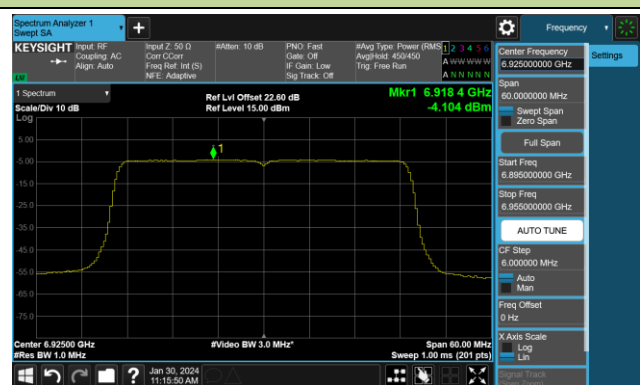 Spectrum Analyzer 1
Swept SA
+
Frequency
KEYSIGHT
Input: RF
Coupling: AC
Align: Auto
Input Z: 50 Ω
Corr CCorr
Freq Ref: Int (S)
NFE: Adaptive
#Atten: 10 dB
PNO: Fast
Gate: Off
IF Gain: Low
Sig Track: Off
#Avg Type: Power (RMS)
Avg|Hold: 450/450
Trig: Free Run
1 2 3 4 5 6
A W W W W W
A N N N N N
LW
1 Spectrum
Scale/Div 10 dB
Log
Ref Lvl Offset 22.60 dB
Ref Level 15.00 dBm
Mkr1 6.918 4 GHz
-4.104 dBm
1
5.00
-5.00
-15.0
-25.0
-35.0
-45.0
-55.0
-65.0
-75.0
Center 6.92500 GHz
#Res BW 1.0 MHz
#Video BW 3.0 MHz*
Span 60.00 MHz
Sweep 1.00 ms (201 pts)
Jan 30, 2024
11:15:50 AM
?
Center Frequency
6.925000000 GHz
Settings
Span
60.0000000 MHz
Swept Span
Zero Span
Full Span
Start Freq
6.895000000 GHz
Stop Freq
6.955000000 GHz
AUTO TUNE
CF Step
6.000000 MHz
Auto
Man
Freq Offset
0 Hz
X Axis Scale
Log
Lin
Signal Track